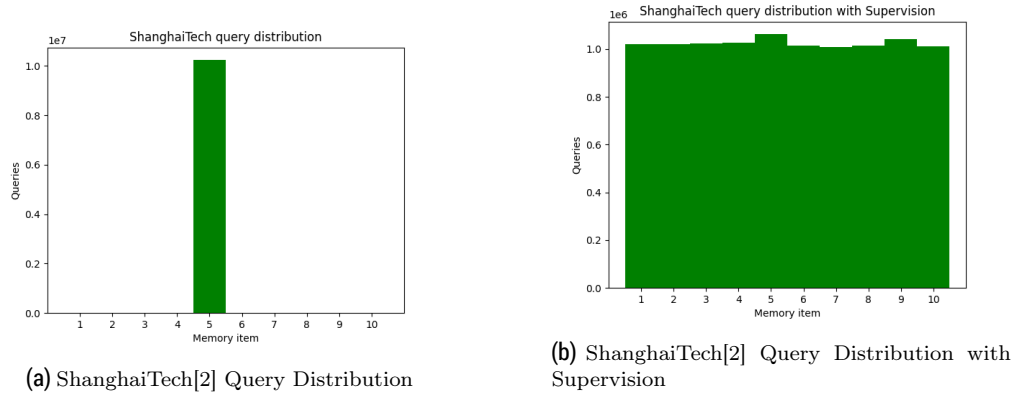 ShanghaiTech query distribution
1e7
1.0
0.8
0.6
0.4
0.2
0.0
Queries
1 2 3 4 5 6 7 8 9 10
Memory item
(a) ShanghaiTech[2] Query Distribution
ShanghaiTech query distribution with Supervision
1e6
1.0
0.8
0.6
0.4
0.2
0.0
Queries
1 2 3 4 5 6 7 8 9 10
Memory item
(b) ShanghaiTech[2] Query Distribution with
Supervision